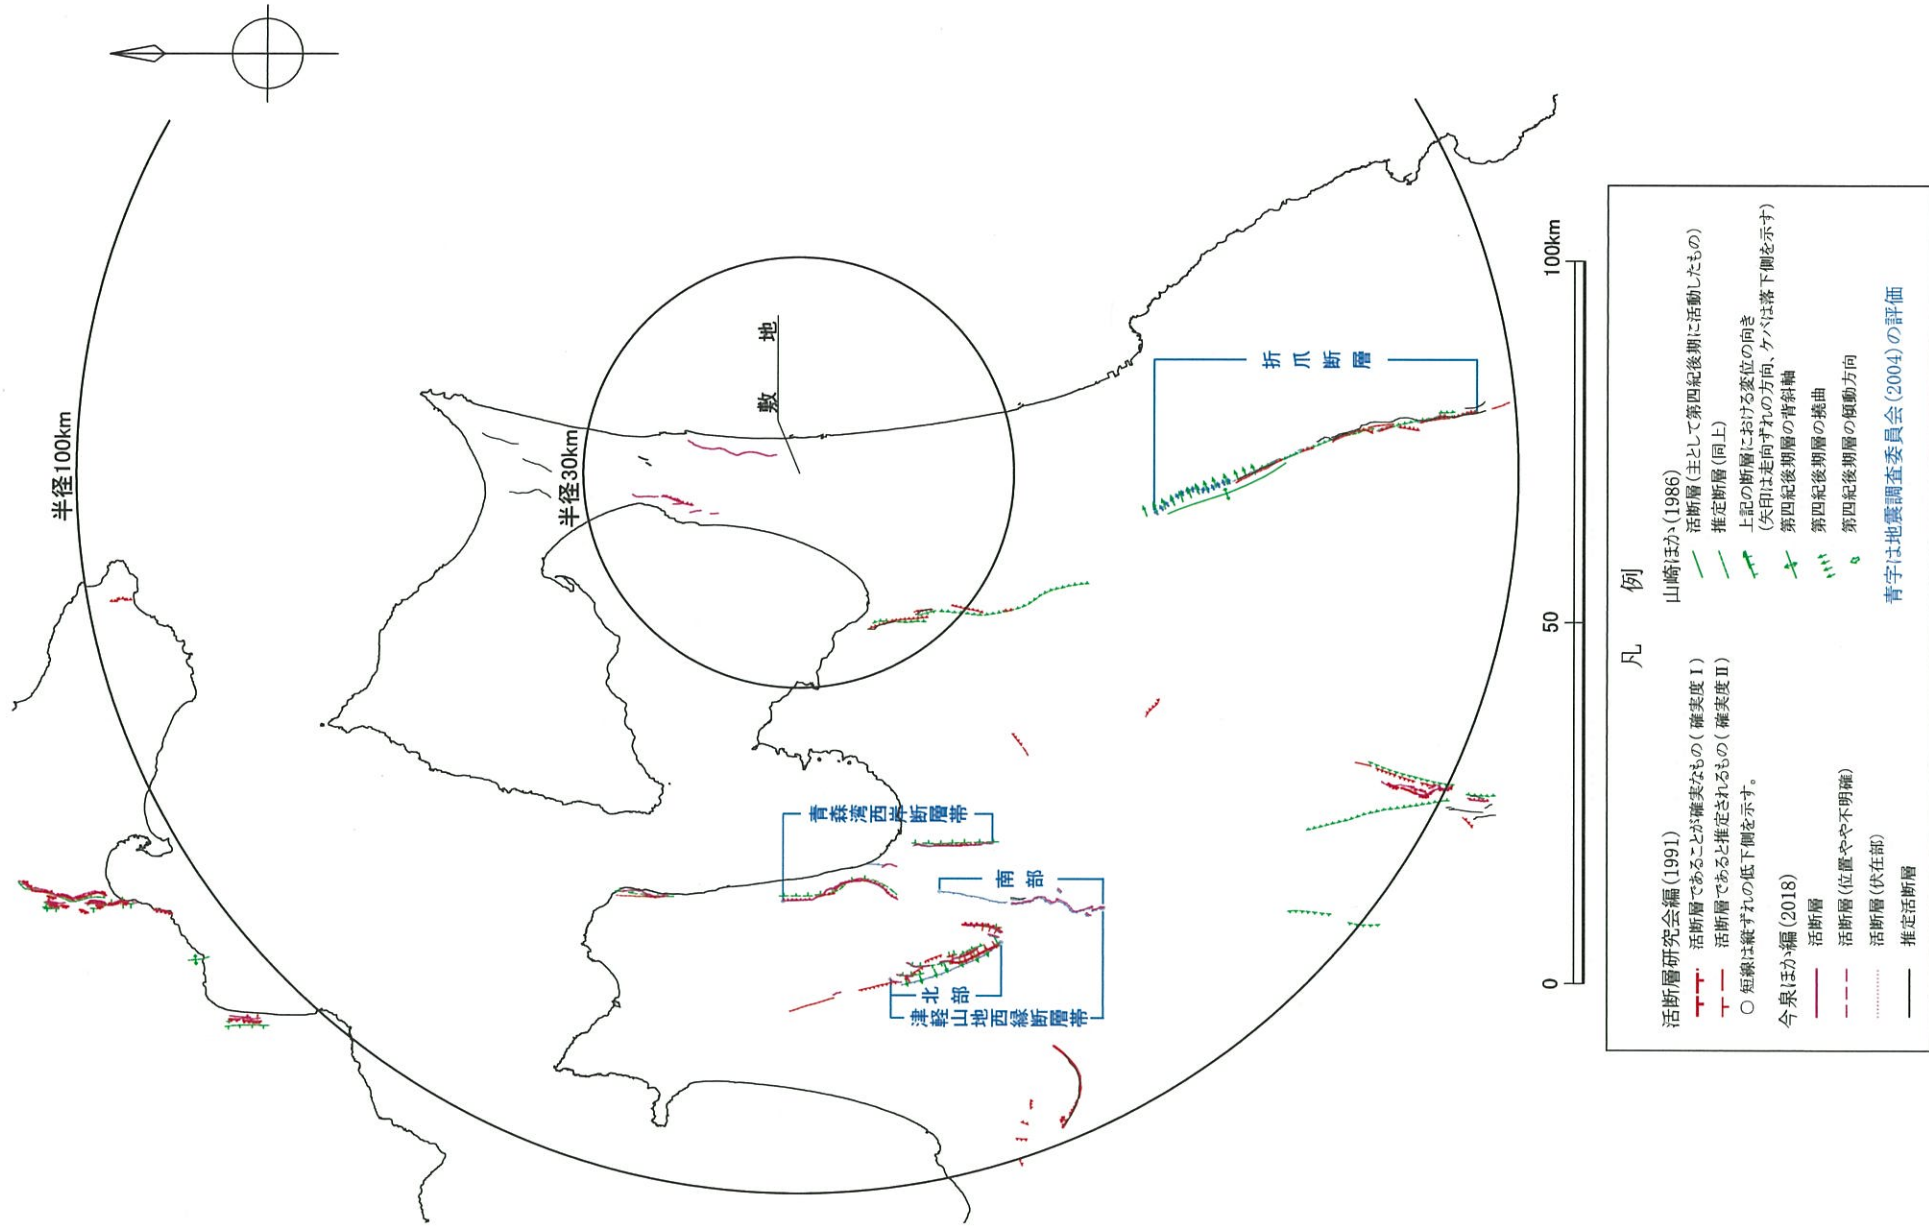 半径100km
半径30km
敷地
折爪断層
青森湾西岸断層帯
南部
北部
津軽山地西縁断層帯
0
50
100km
凡例
活断層研究会編(1991)
活断層であることが確実なもの(確実度Ⅰ)
活断層であると推定されるもの(確実度Ⅱ)
○ 短線は縦ずれの低下側を示す。
今泉ほか編(2018)
活断層
活断層(位置やや不明確)
活断層(伏在部)
推定活断層
山崎ほか(1986)
活断層(主として第四紀後期に活動したもの)
推定断層(同上)
上記の断層における変位の向き
(矢印は走向ずれの方向、ケバは落下側を示す)
第四紀後期層の背斜軸
第四紀後期層の撓曲
第四紀後期層の傾動方向
青字は地震調査委員会(2004)の評価